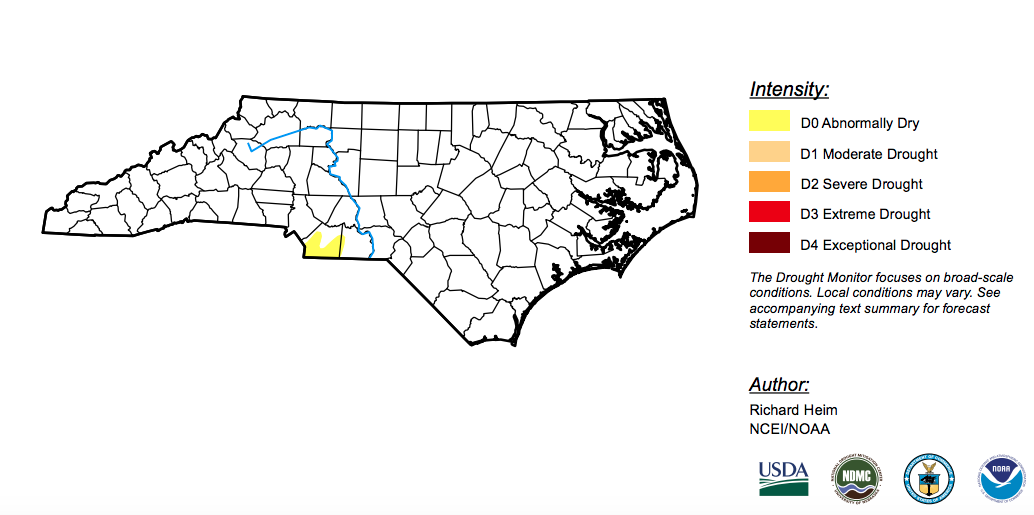 Intensity:
D0 Abnormally Dry
D1 Moderate Drought
D2 Severe Drought
D3 Extreme Drought
D4 Exceptional Drought
The Drought Monitor focuses on broad-scale
conditions. Local conditions may vary. See
accompanying text summary for forecast
statements.
Author:
Richard Heim
NCEI/NOAA
USDA
NDMC
NOAA